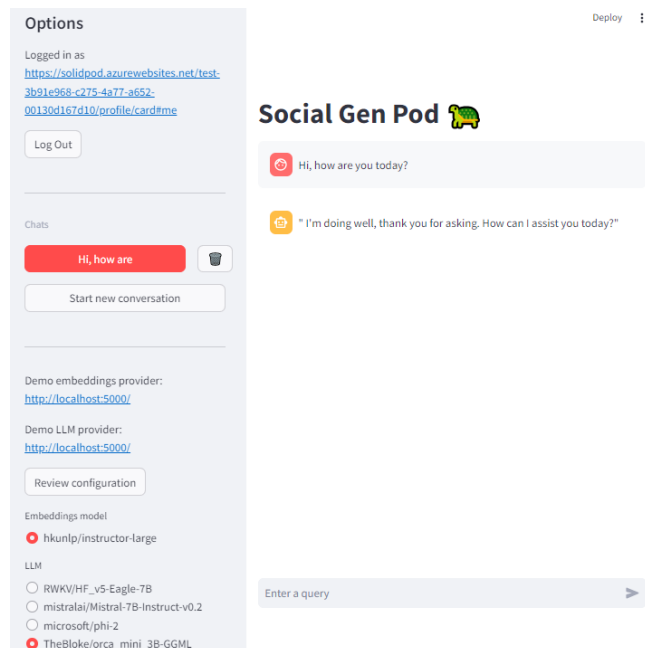 Options
Logged in as
https://solidpod.azurewebsites.net/test-
3b91e968-c275-4a77-a652-
00130d167d10/profile/card#me
Log Out
Chats
Hi, how are
Start new conversation
Demo embeddings provider:
http://localhost:5000/
Demo LLM provider:
http://localhost:5000/
Review configuration
Embeddings model
hkunlp/instructor-large
LLM
RWKV/HF_v5-Eagle-7B
mistralai/Mistral-7B-Instruct-v0.2
microsoft/phi-2
TheBloke/orca_mini_3B-GGML
Deploy
Social Gen Pod
Hi, how are you today?
" I'm doing well, thank you for asking. How can I assist you today?"
Enter a query